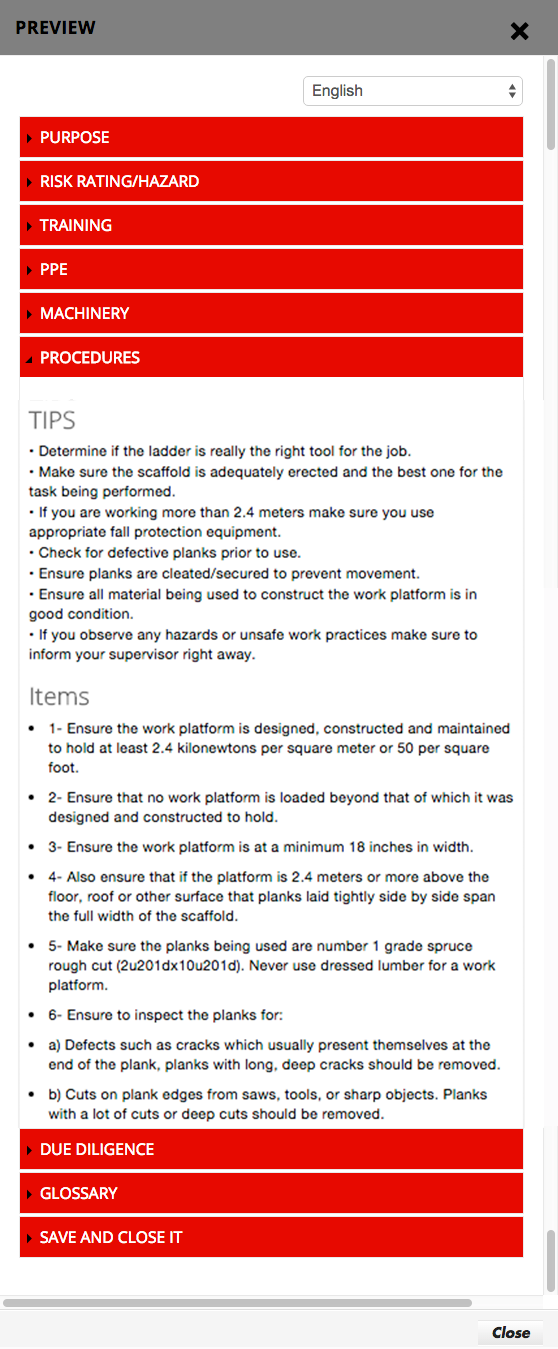 PREVIEW
English
PURPOSE
RISK RATING/HAZARD
TRAINING
PPE
MACHINERY
PROCEDURES
TIPS
• Determine if the ladder is really the right tool for the job.
• Make sure the scaffold is adequately erected and the best one for the
task being performed.
• If you are working more than 2.4 meters make sure you use
appropriate fall protection equipment.
• Check for defective planks prior to use.
• Ensure planks are cleated/secured to prevent movement.
• Ensure all material being used to construct the work platform is in
good condition.
• If you observe any hazards or unsafe work practices make sure to
inform your supervisor right away.
Items
• 1- Ensure the work platform is designed, constructed and maintained
to hold at least 2.4 kilonewtons per square meter or 50 per square
foot.
• 2- Ensure that no work platform is loaded beyond that of which it was
designed and constructed to hold.
• 3- Ensure the work platform is at a minimum 18 inches in width.
• 4- Also ensure that if the platform is 2.4 meters or more above the
floor, roof or other surface that planks laid tightly side by side span
the full width of the scaffold.
• 5- Make sure the planks being used are number 1 grade spruce
rough cut (2u201dx10u201d). Never use dressed lumber for a work
platform.
• 6- Ensure to inspect the planks for:
• a) Defects such as cracks which usually present themselves at the
end of the plank, planks with long, deep cracks should be removed.
• b) Cuts on plank edges from saws, tools, or sharp objects. Planks
with a lot of cuts or deep cuts should be removed.
DUE DILIGENCE
GLOSSARY
SAVE AND CLOSE IT
Close